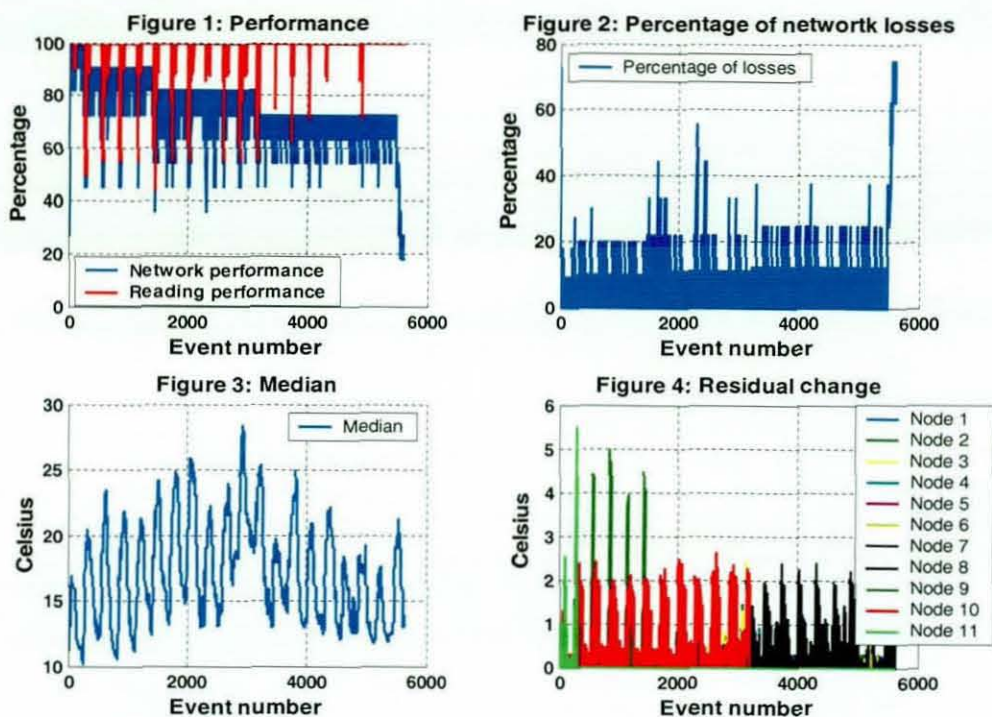 Figure 1: Performance
100
80
60
40
20
0
Percentage
Network performance
Reading performance
0
2000
4000
6000
Event number
Figure 2: Percentage of networtk losses
80
60
40
20
0
Percentage
Percentage of losses
0
2000
4000
6000
Event number
Figure 3: Median
30
25
20
15
10
Celsius
Median
0
2000
4000
6000
Event number
Figure 4: Residual change
6
5
4
3
2
1
0
Celsius
Node 1
Node 2
Node 3
Node 4
Node 5
Node 6
Node 7
Node 8
Node 9
Node 10
Node 11
0
2000
4000
6000
Event number